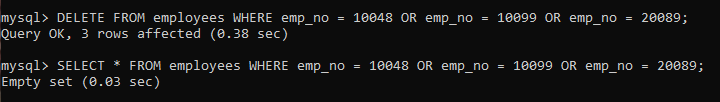 mysql> DELETE FROM employees WHERE emp_no = 10048 OR emp_no = 10099 OR emp_no = 20089;
Query OK, 3 rows affected (0.38 sec)
mysql> SELECT * FROM employees WHERE emp_no = 10048 OR emp_no = 10099 OR emp_no = 20089;
Empty set (0.03 sec)